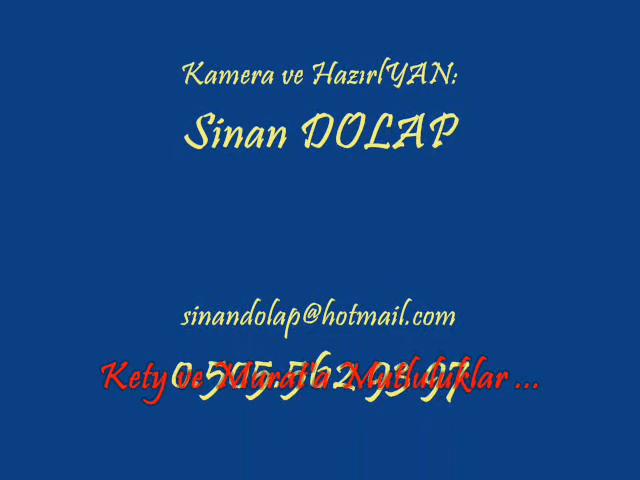 Kamera ve HazırlYAN:
Sinan DOLAP
sinandolap@hotmail.com
Kety ve Murat'a Mutluluklar ...